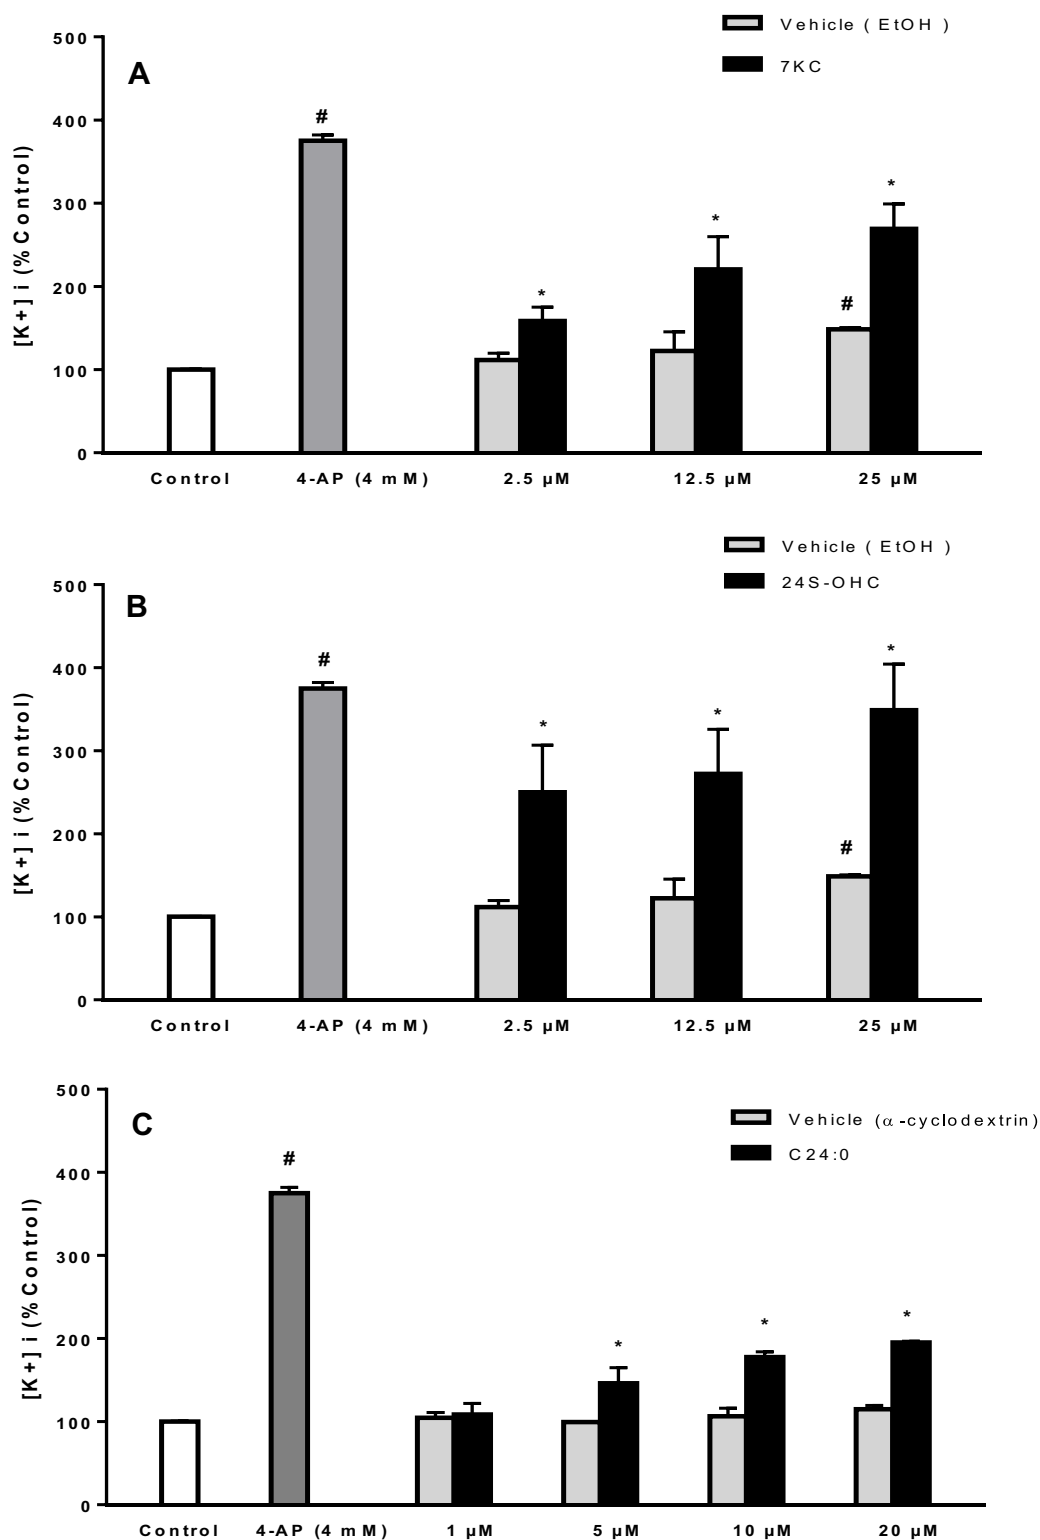 Vehicle (EtOH)
7KC
A
[K+] i (%Control)
500
400
300
200
100
0
#
*
*
#
*
Control 4-AP (4 mM) 2.5 µM 12.5 µM 25 µM
Vehicle (EtOH)
24S-OHC
B
[K+] i (%Control)
500
400
300
200
100
0
#
*
*
#
*
Control 4-AP (4 mM) 2.5 µM 12.5 µM 25 µM
Vehicle (α-cyclodextrin)
C24:0
C
[K+] i (%Control)
500
400
300
200
100
0
#
*
*
*
Control 4-AP (4 mM) 1 µM 5 µM 10 µM 20 µM